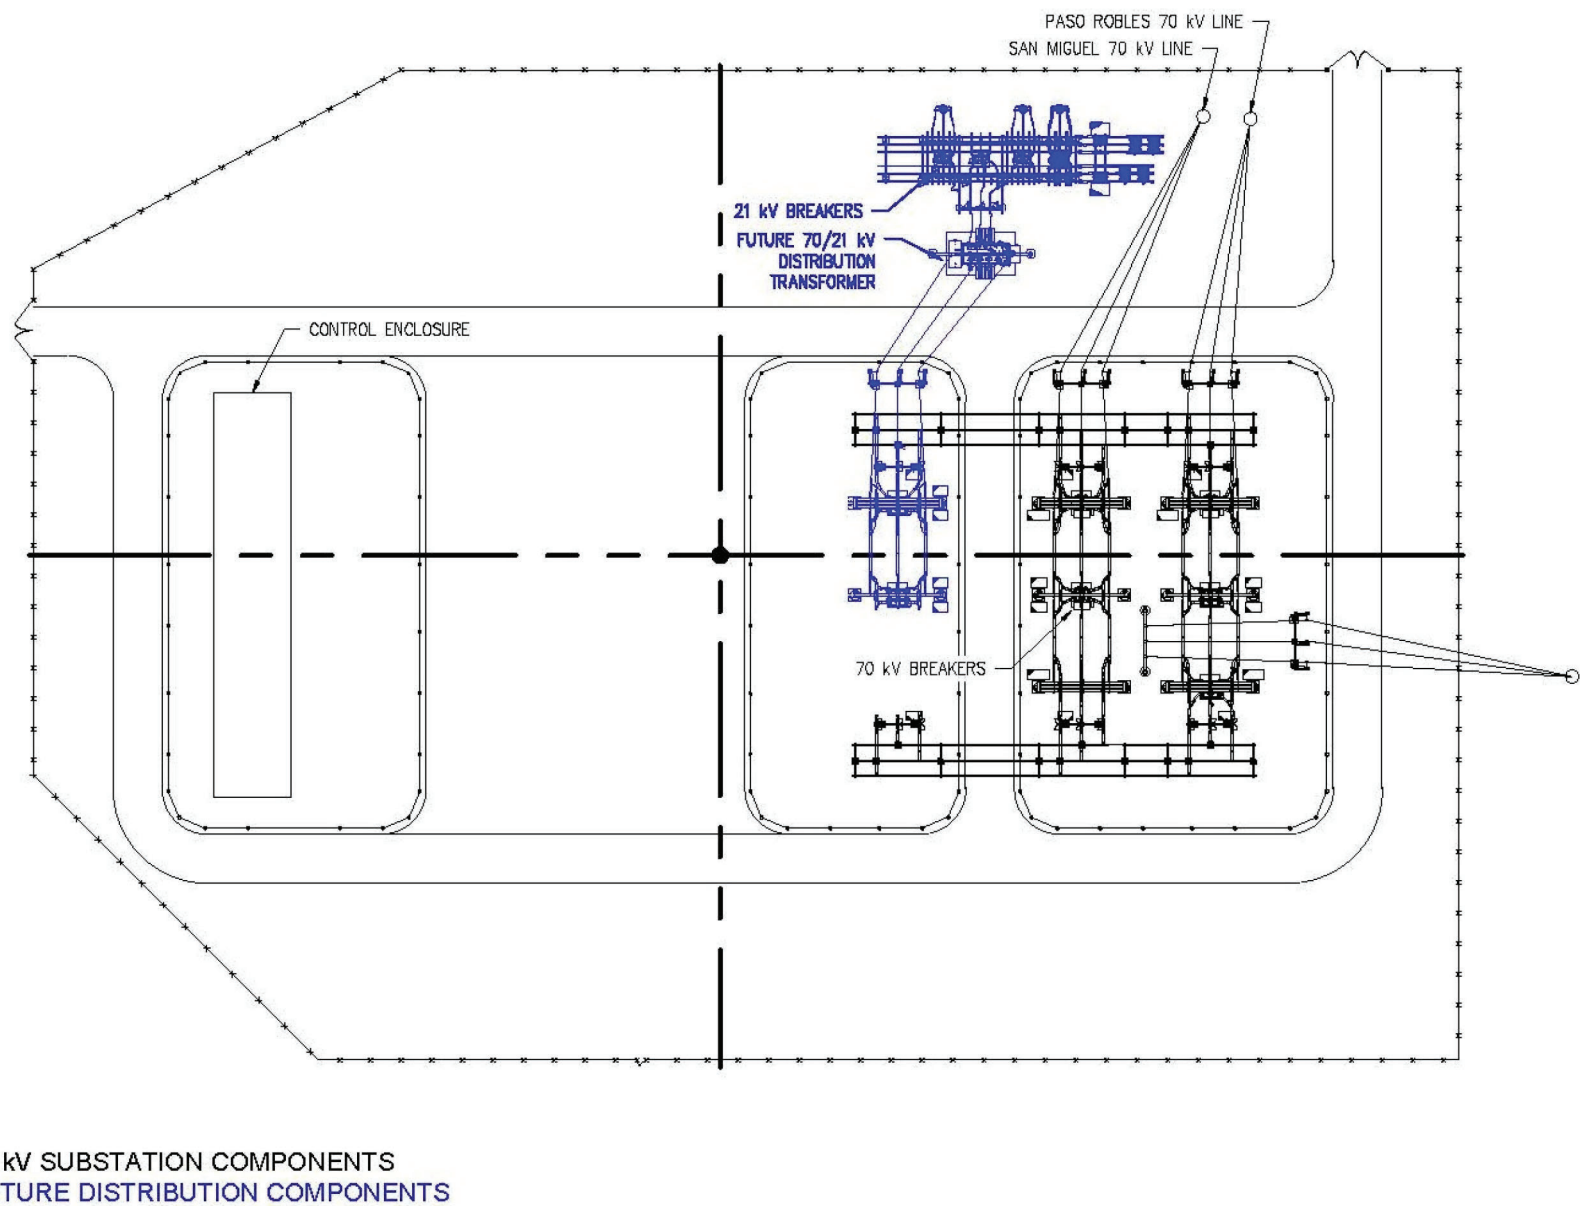 PASO ROBLES 70 kV LINE
SAN MIGUEL 70 kV LINE
21 kV BREAKERS
FUTURE 70/21 kV
DISTRIBUTION
TRANSFORMER
CONTROL ENCLOSURE
70 kV BREAKERS
kV SUBSTATION COMPONENTS
TURE DISTRIBUTION COMPONENTS